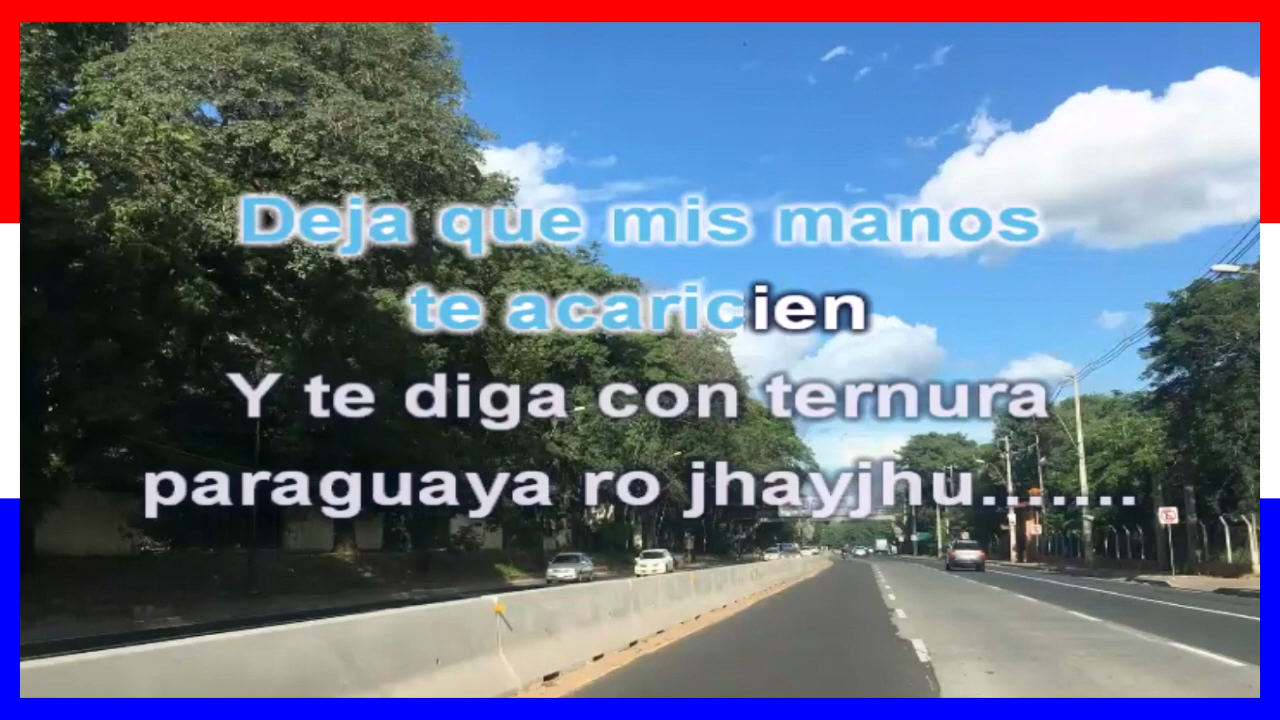 Deja que mis manos
te acaricien
Y te diga con ternura
paraguaya ro jhayjhu.......